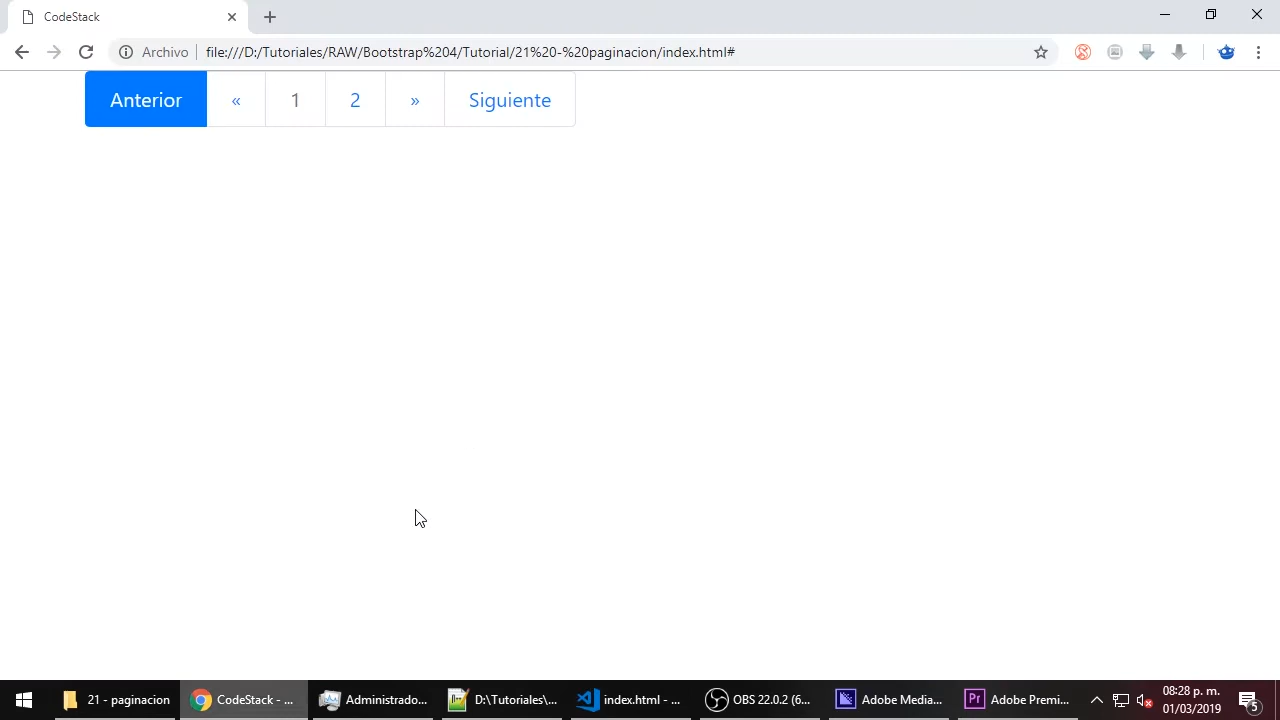 CodeStack
Archivo file:///D:/Tutoriales/RAW/Bootstrap%204/Tutorial/21%20-%20paginacion/index.html#
Anterior « 1 2 » Siguiente
21 - paginacion CodeStack - ... Administrado... D:\Tutoriales\... index.html - ... OBS 22.0.2 (6... Adobe Media... Pr Adobe Premi... 08:28 p. m.
01/03/2019 5